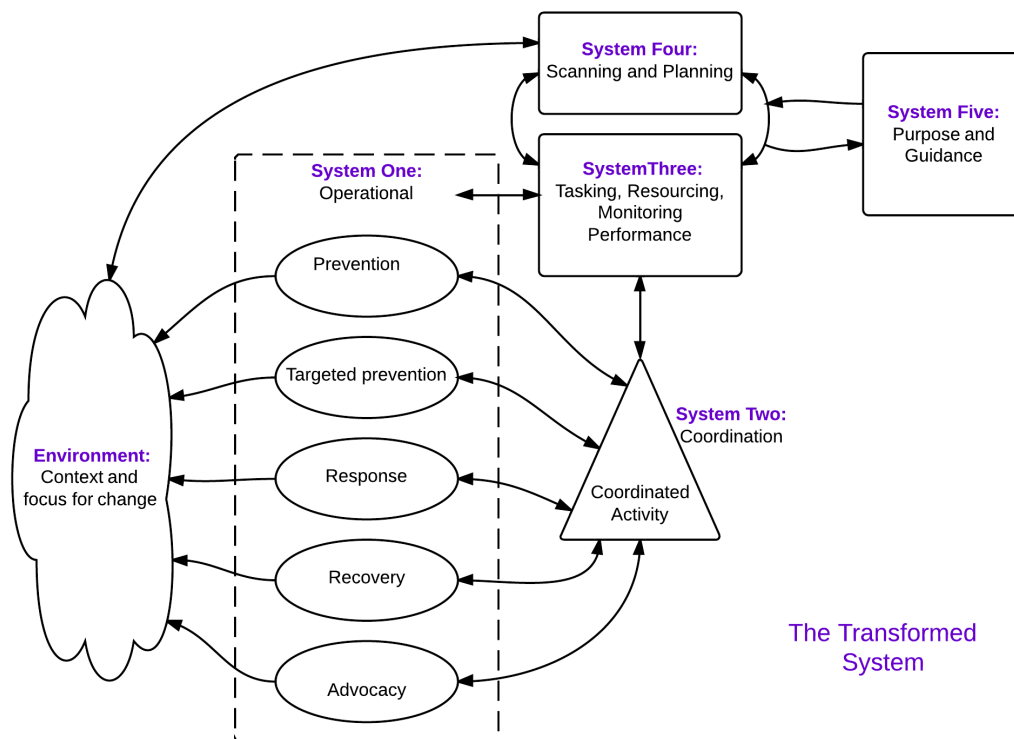 System Four:
Scanning and Planning
System Five:
Purpose and
Guidance
SystemThree:
Tasking, Resourcing,
Monitoring
Performance
System One:
Operational
Prevention
Targeted prevention
Response
Recovery
Advocacy
Environment:
Context and
focus for change
System Two:
Coordination
Coordinated
Activity
The Transformed
System